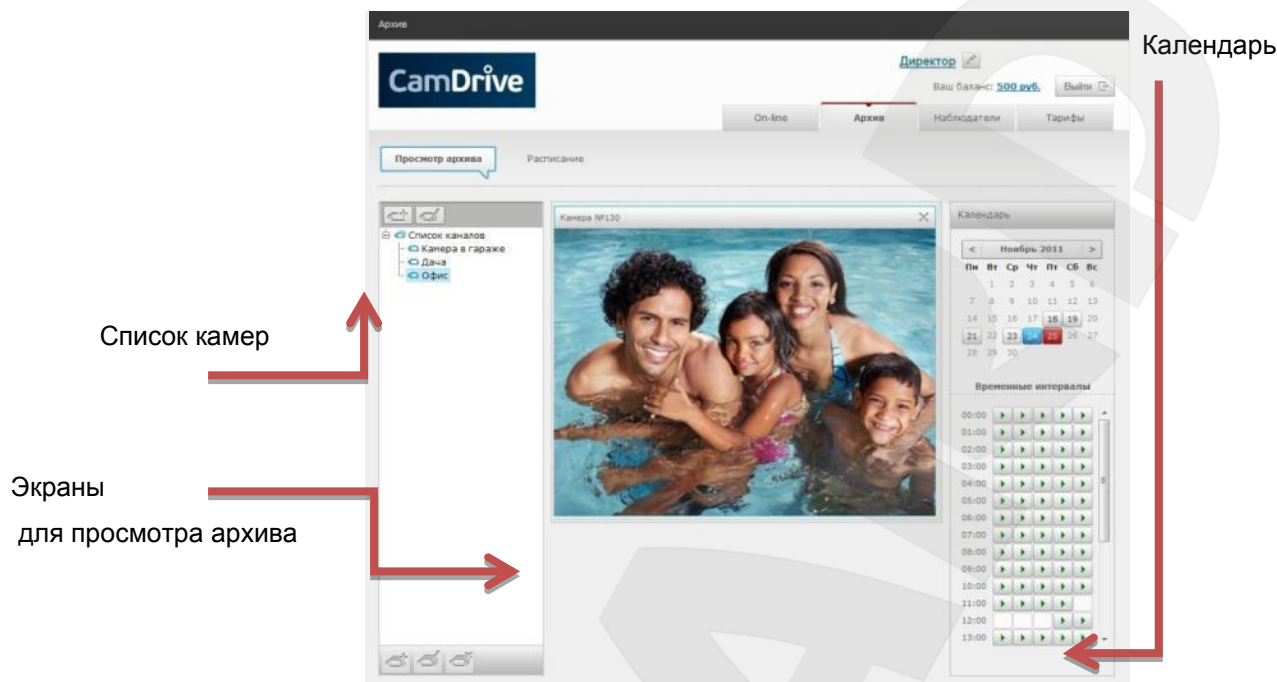 Архив
Календарь
CamDrive
Директор
Ваш баланс: 500 руб. Выйти
On-line Архив Наблюдатели Тарифы
Просмотр архива Расписание
Камера №130
Календарь
Список каналов
Камера в гараже
Дача
Офис
< Ноябрь 2011 >
Пн Вт Ср Чт Пт Сб Вс
1 2 3 4 5 6
7 8 9 10 11 12 13
14 15 16 17 18 19 20
21 22 23 24 25 26 27
28 29 30
Список камер
Временные интервалы
00:00
01:00
02:00
03:00
04:00
05:00
06:00
07:00
08:00
09:00
10:00
11:00
12:00
13:00
Экраны
для просмотра архива